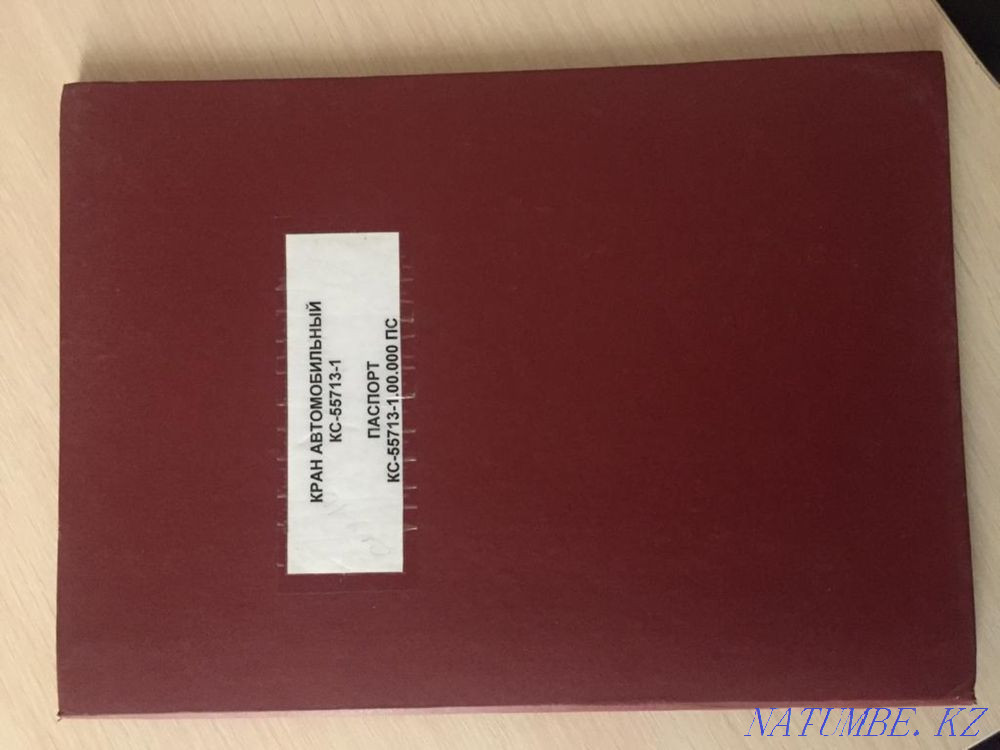 КРАН АВТОМОБИЛЬНЫЙ
КС-55713-1
ПАСПОРТ
КС-55713-1.00.000 ПС
NATUMBE.KZ